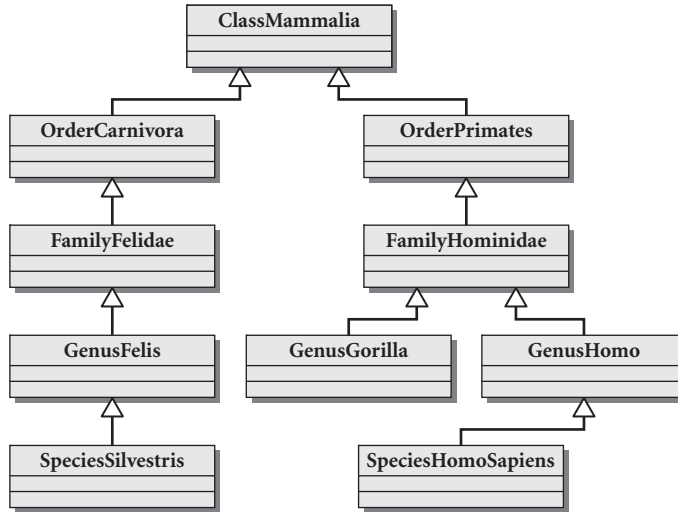 ClassMammalia
OrderCarnivora
OrderPrimates
FamilyFelidae
FamilyHominidae
GenusFelis
GenusGorilla
GenusHomo
SpeciesSilvestris
SpeciesHomoSapiens